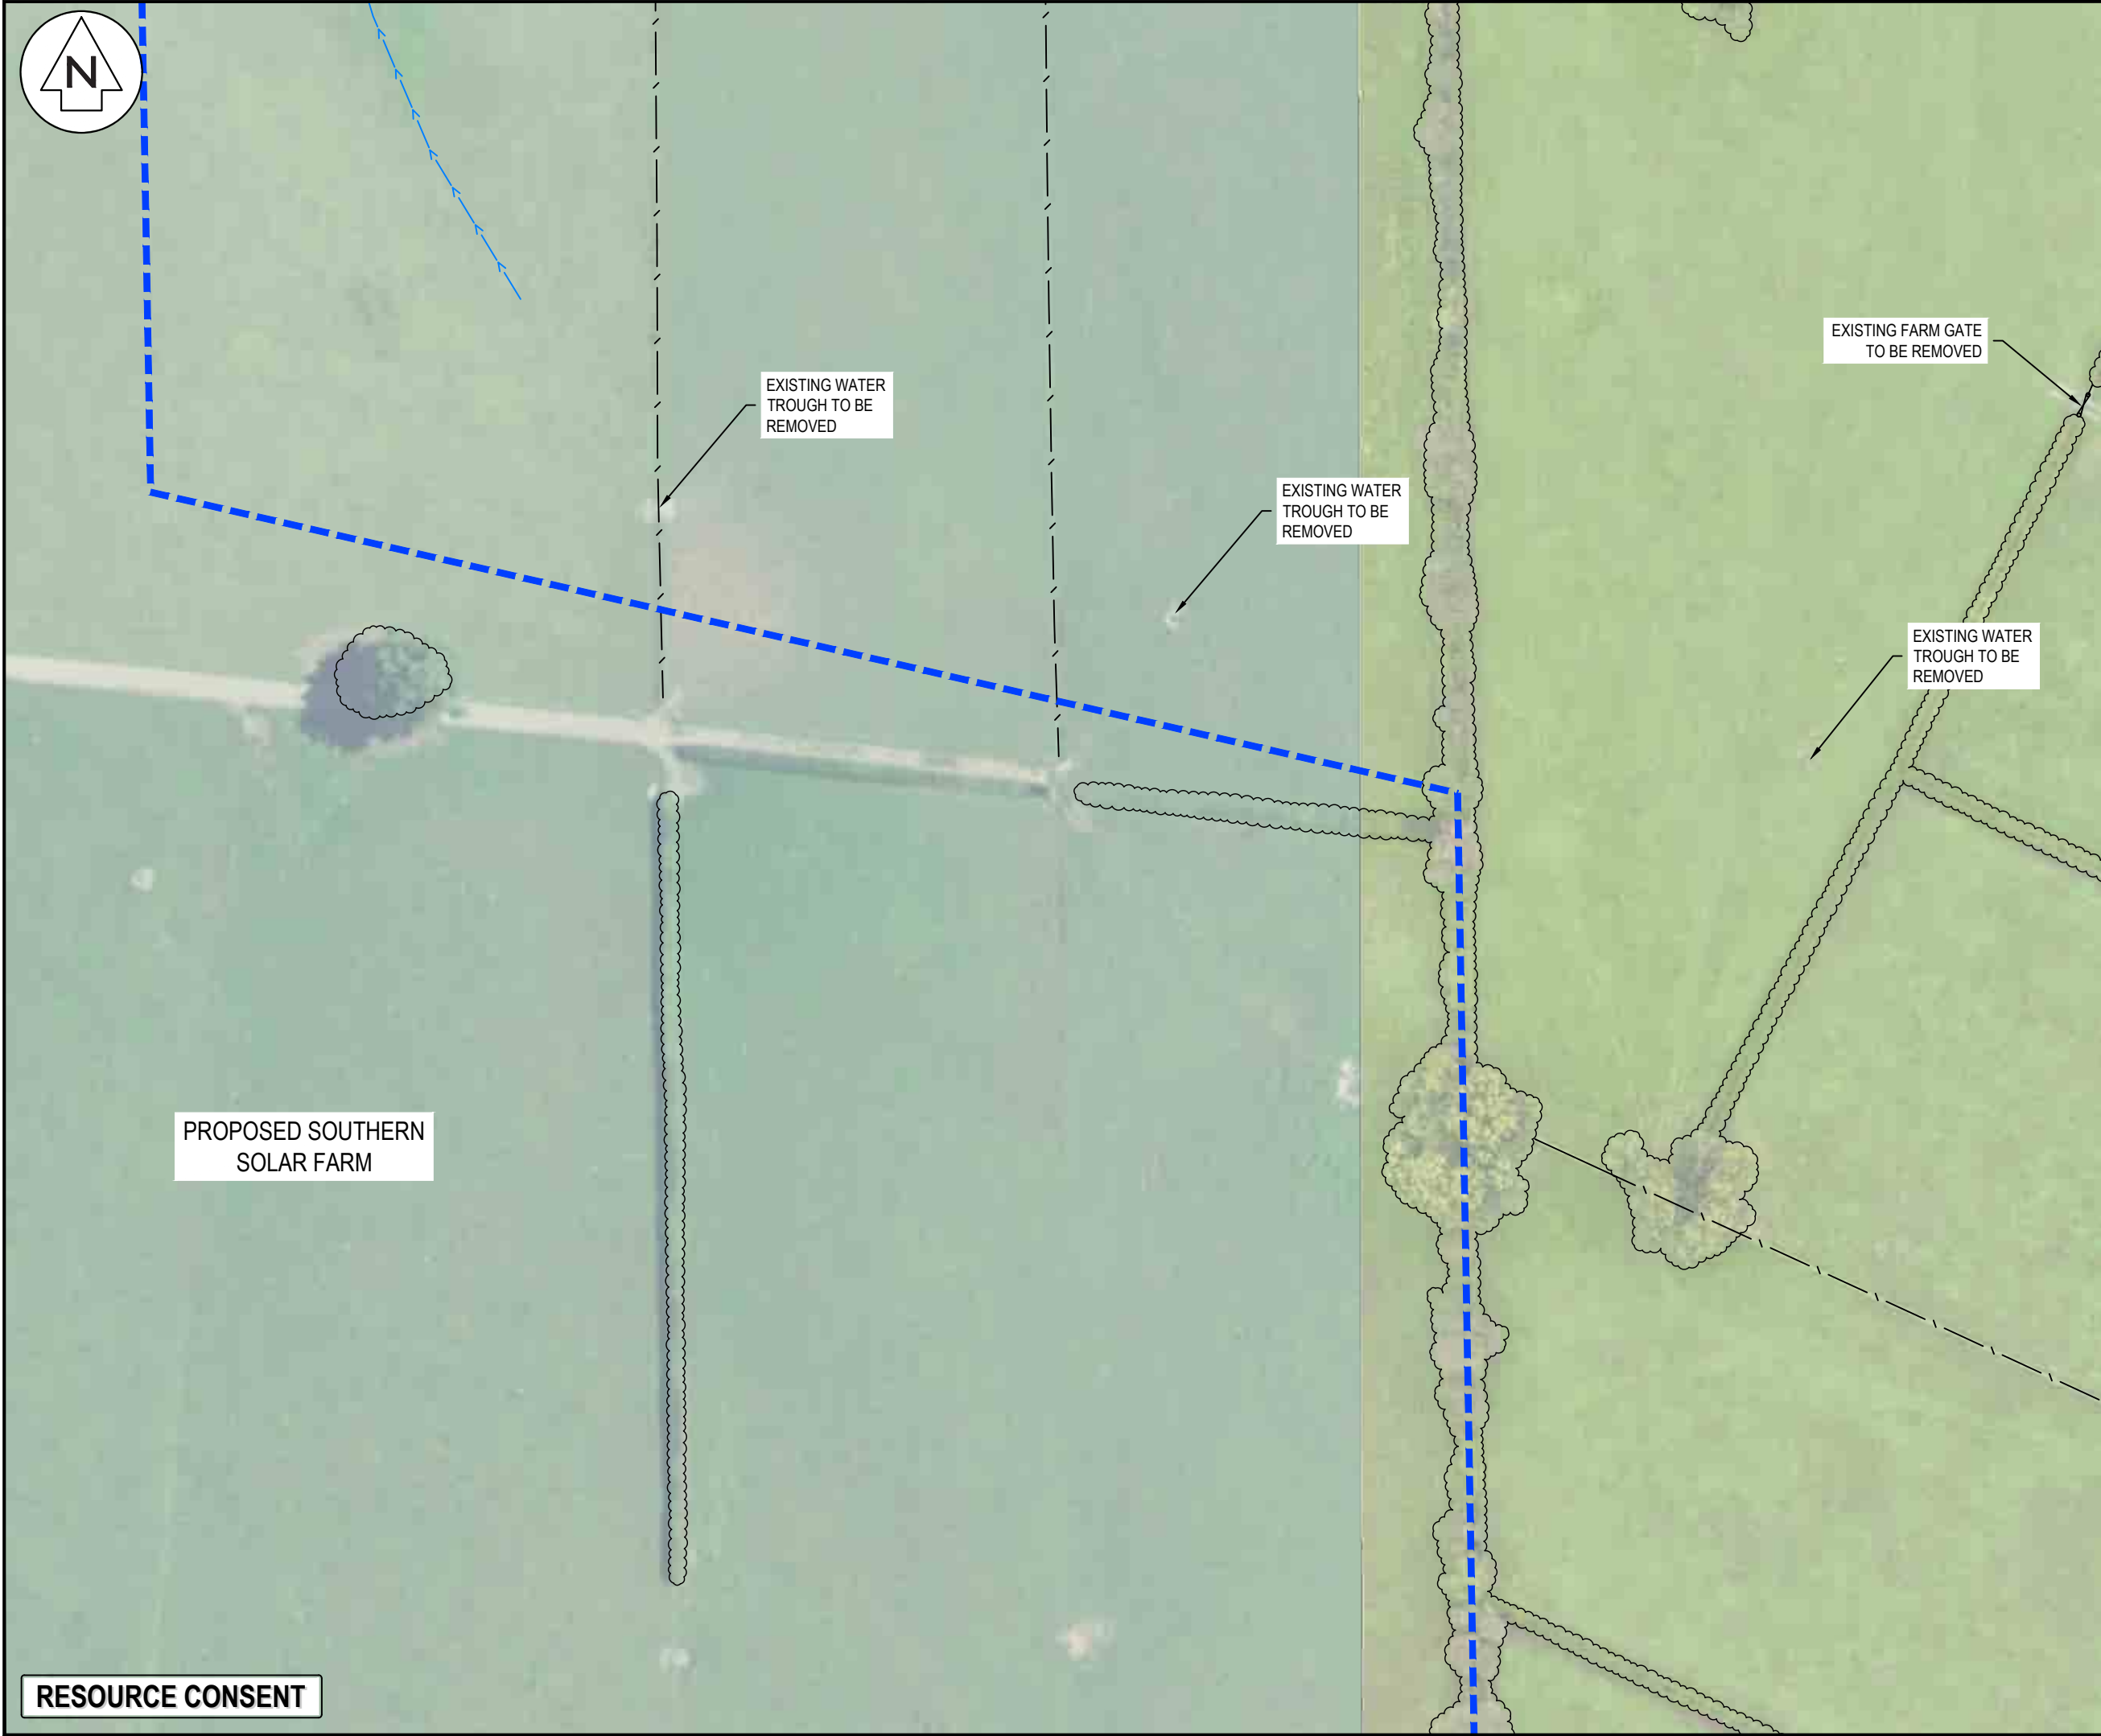 N
EXISTING FARM GATE
TO BE REMOVED
EXISTING WATER
TROUGH TO BE
REMOVED
EXISTING WATER
TROUGH TO BE
REMOVED
EXISTING WATER
TROUGH TO BE
REMOVED
PROPOSED SOUTHERN
SOLAR FARM
RESOURCE CONSENT